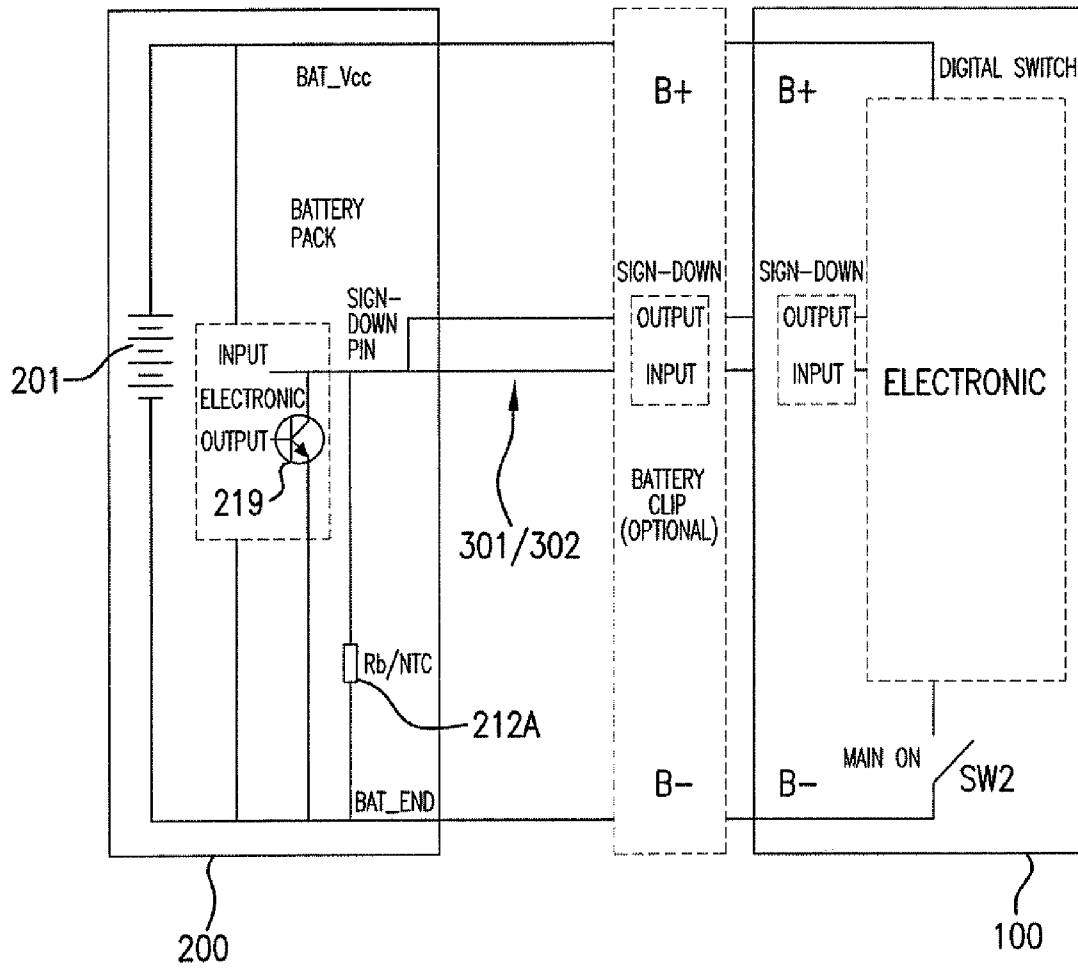 BAT_Vcc
B+
B+
DIGITAL SWITCH
BATTERY
PACK
SIGN-
DOWN
PIN
SIGN-DOWN
OUTPUT
INPUT
SIGN-DOWN
OUTPUT
INPUT
ELECTRONIC
201
INPUT
ELECTRONIC
OUTPUT
219
301/302
BATTERY
CLIP
(OPTIONAL)
Rb/NTC
212A
BAT_END
B-
B-
MAIN ON
SW2
200
100